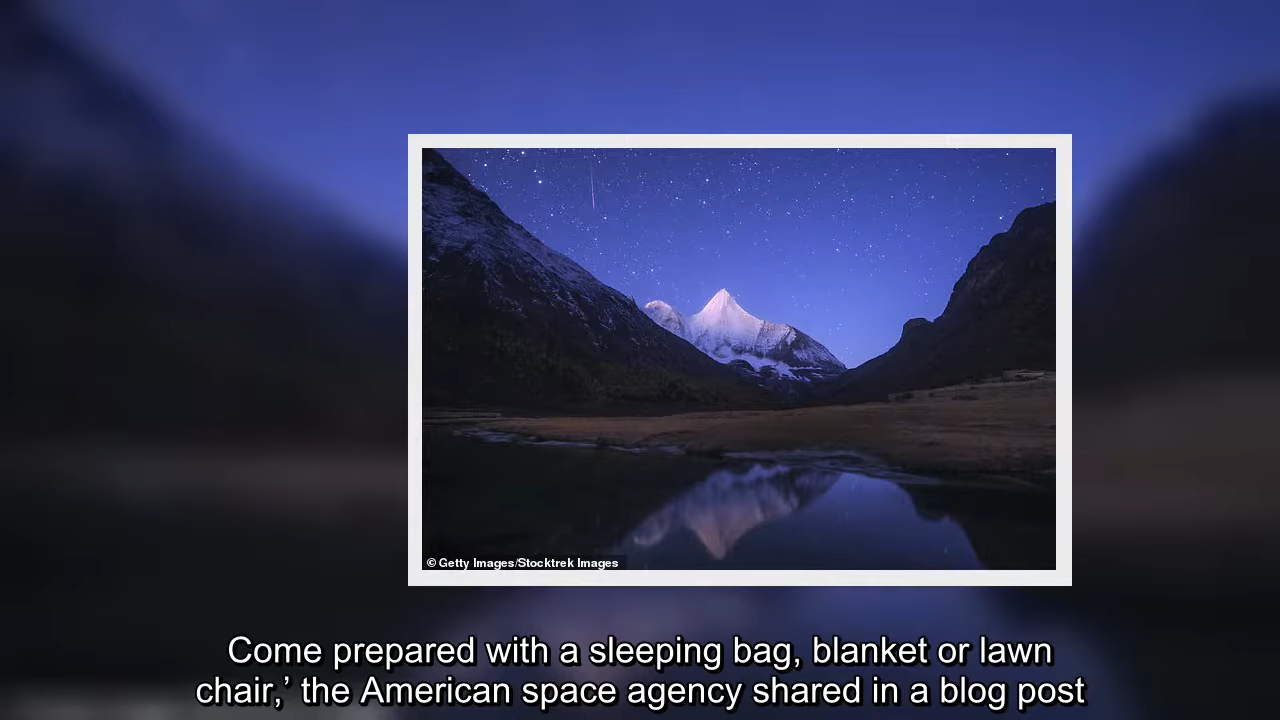 © Getty Images/Stocktrek Images
Come prepared with a sleeping bag, blanket or lawn
chair,’ the American space agency shared in a blog post